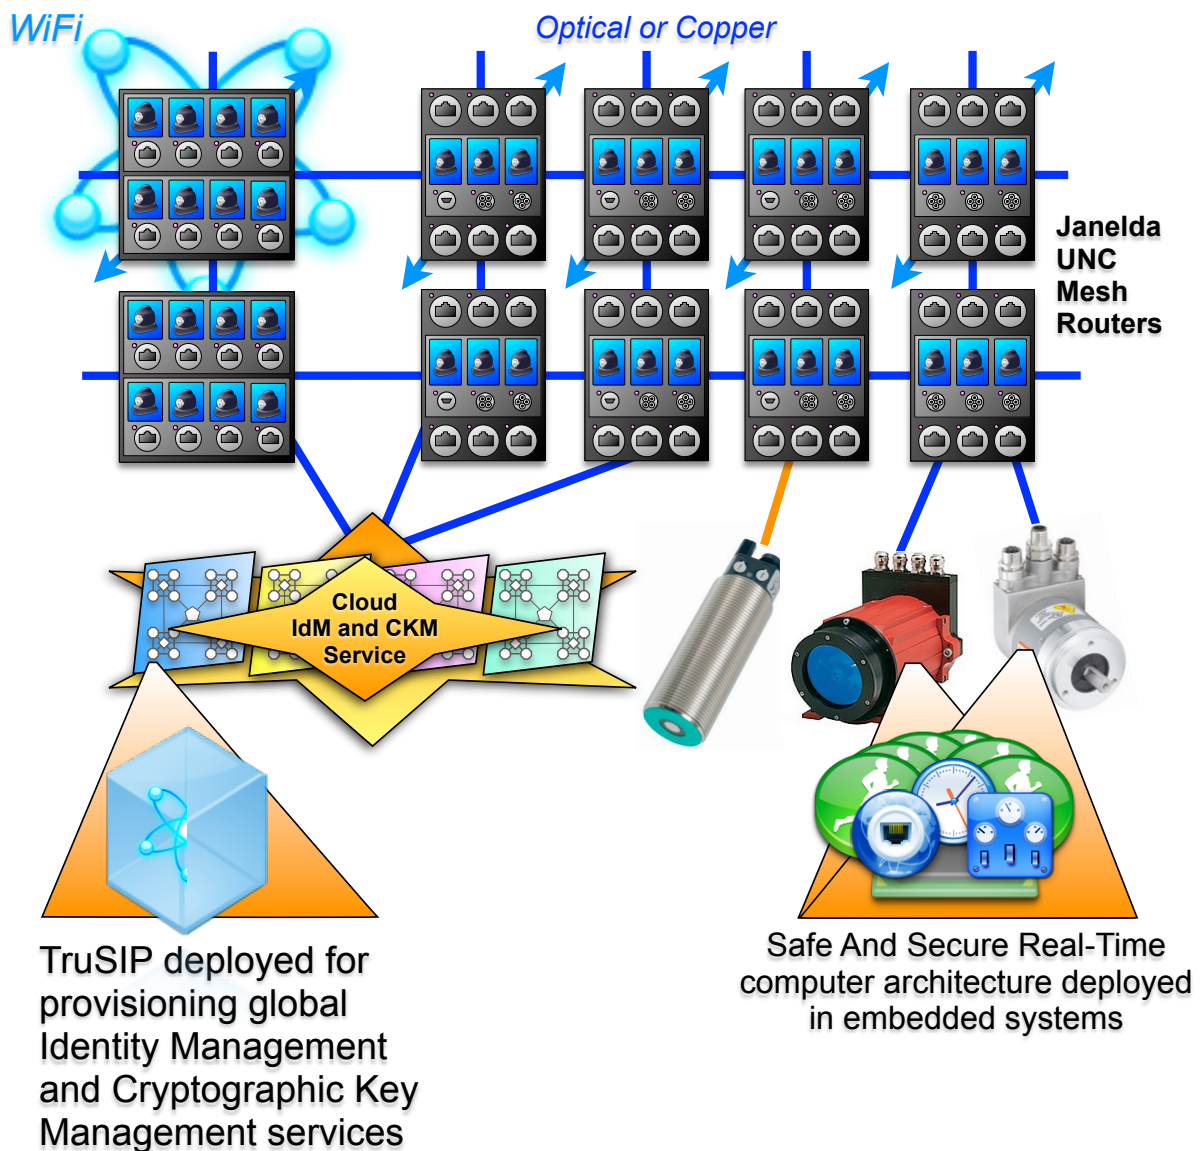 WiFi
Optical or Copper
Janelda
UNC
Mesh
Routers
Cloud
IdM and CKM
Service
TruSIP deployed for
provisioning global
Identity Management
and Cryptographic Key
Management services
Safe And Secure Real-Time
computer architecture deployed
in embedded systems